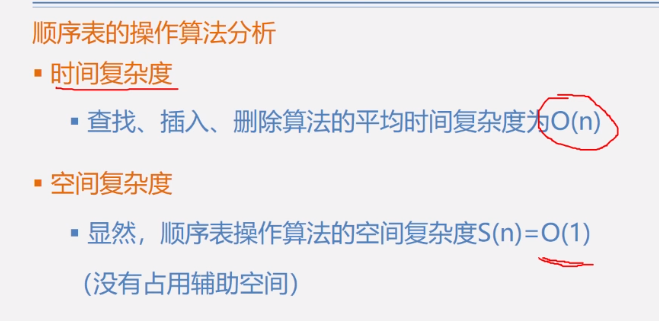 顺序表的操作算法分析
▪ 时间复杂度
▪ 查找、插入、删除算法的平均时间复杂度为O(n)
▪ 空间复杂度
▪ 显然，顺序表操作算法的空间复杂度S(n)=O(1)
（没有占用辅助空间）